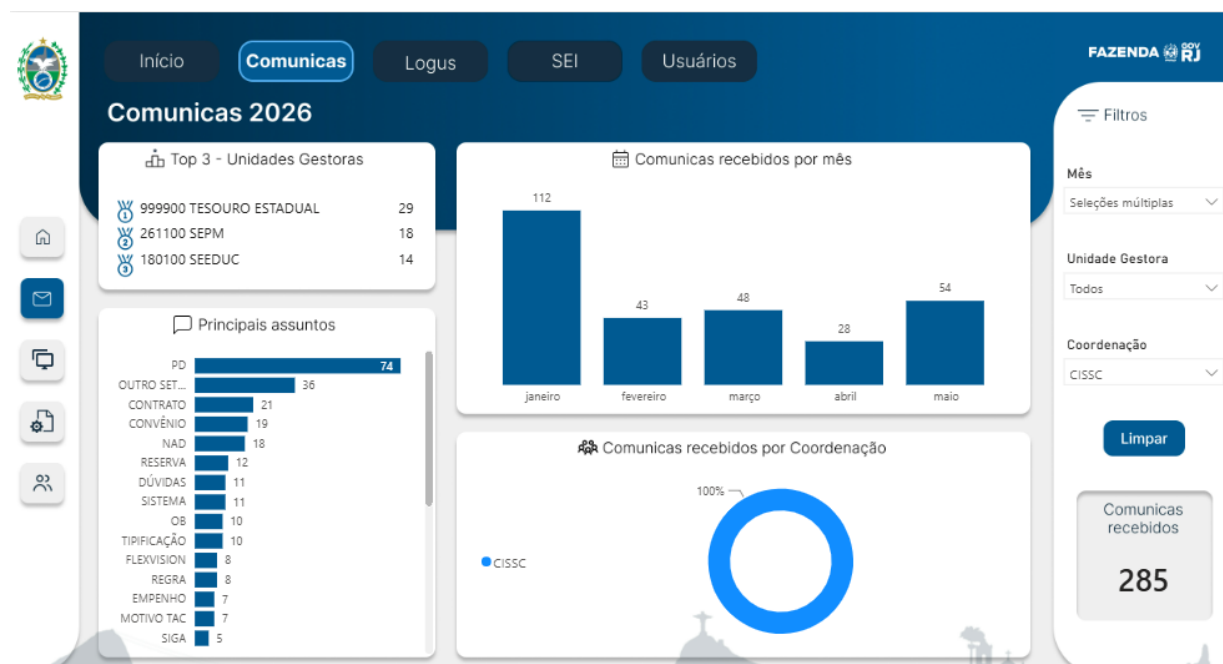 Início
Comunicas
Logus
SEI
Usuários
FAZENDA GOV RJ
Comunicas 2026
Top 3 - Unidades Gestoras
1 999900 TESOURO ESTADUAL 29
2 261100 SEPM 18
3 180100 SEEDUC 14
Principais assuntos
PD 74
OUTRO SET... 36
CONTRATO 21
CONVÊNIO 19
NAD 18
RESERVA 12
DÚVIDAS 11
SISTEMA 11
OB 10
TIPIFICAÇÃO 10
FLEXVISION 8
REGRA 8
EMPENHO 7
MOTIVO TAC 7
SIGA 5
Comunicas recebidos por mês
112
43
48
28
54
janeiro
fevereiro
março
abril
maio
Comunicas recebidos por Coordenação
100%
CISSC
Filtros
Mês
Seleções múltiplas
Unidade Gestora
Todos
Coordenação
CISSC
Limpar
Comunicas
recebidos
285